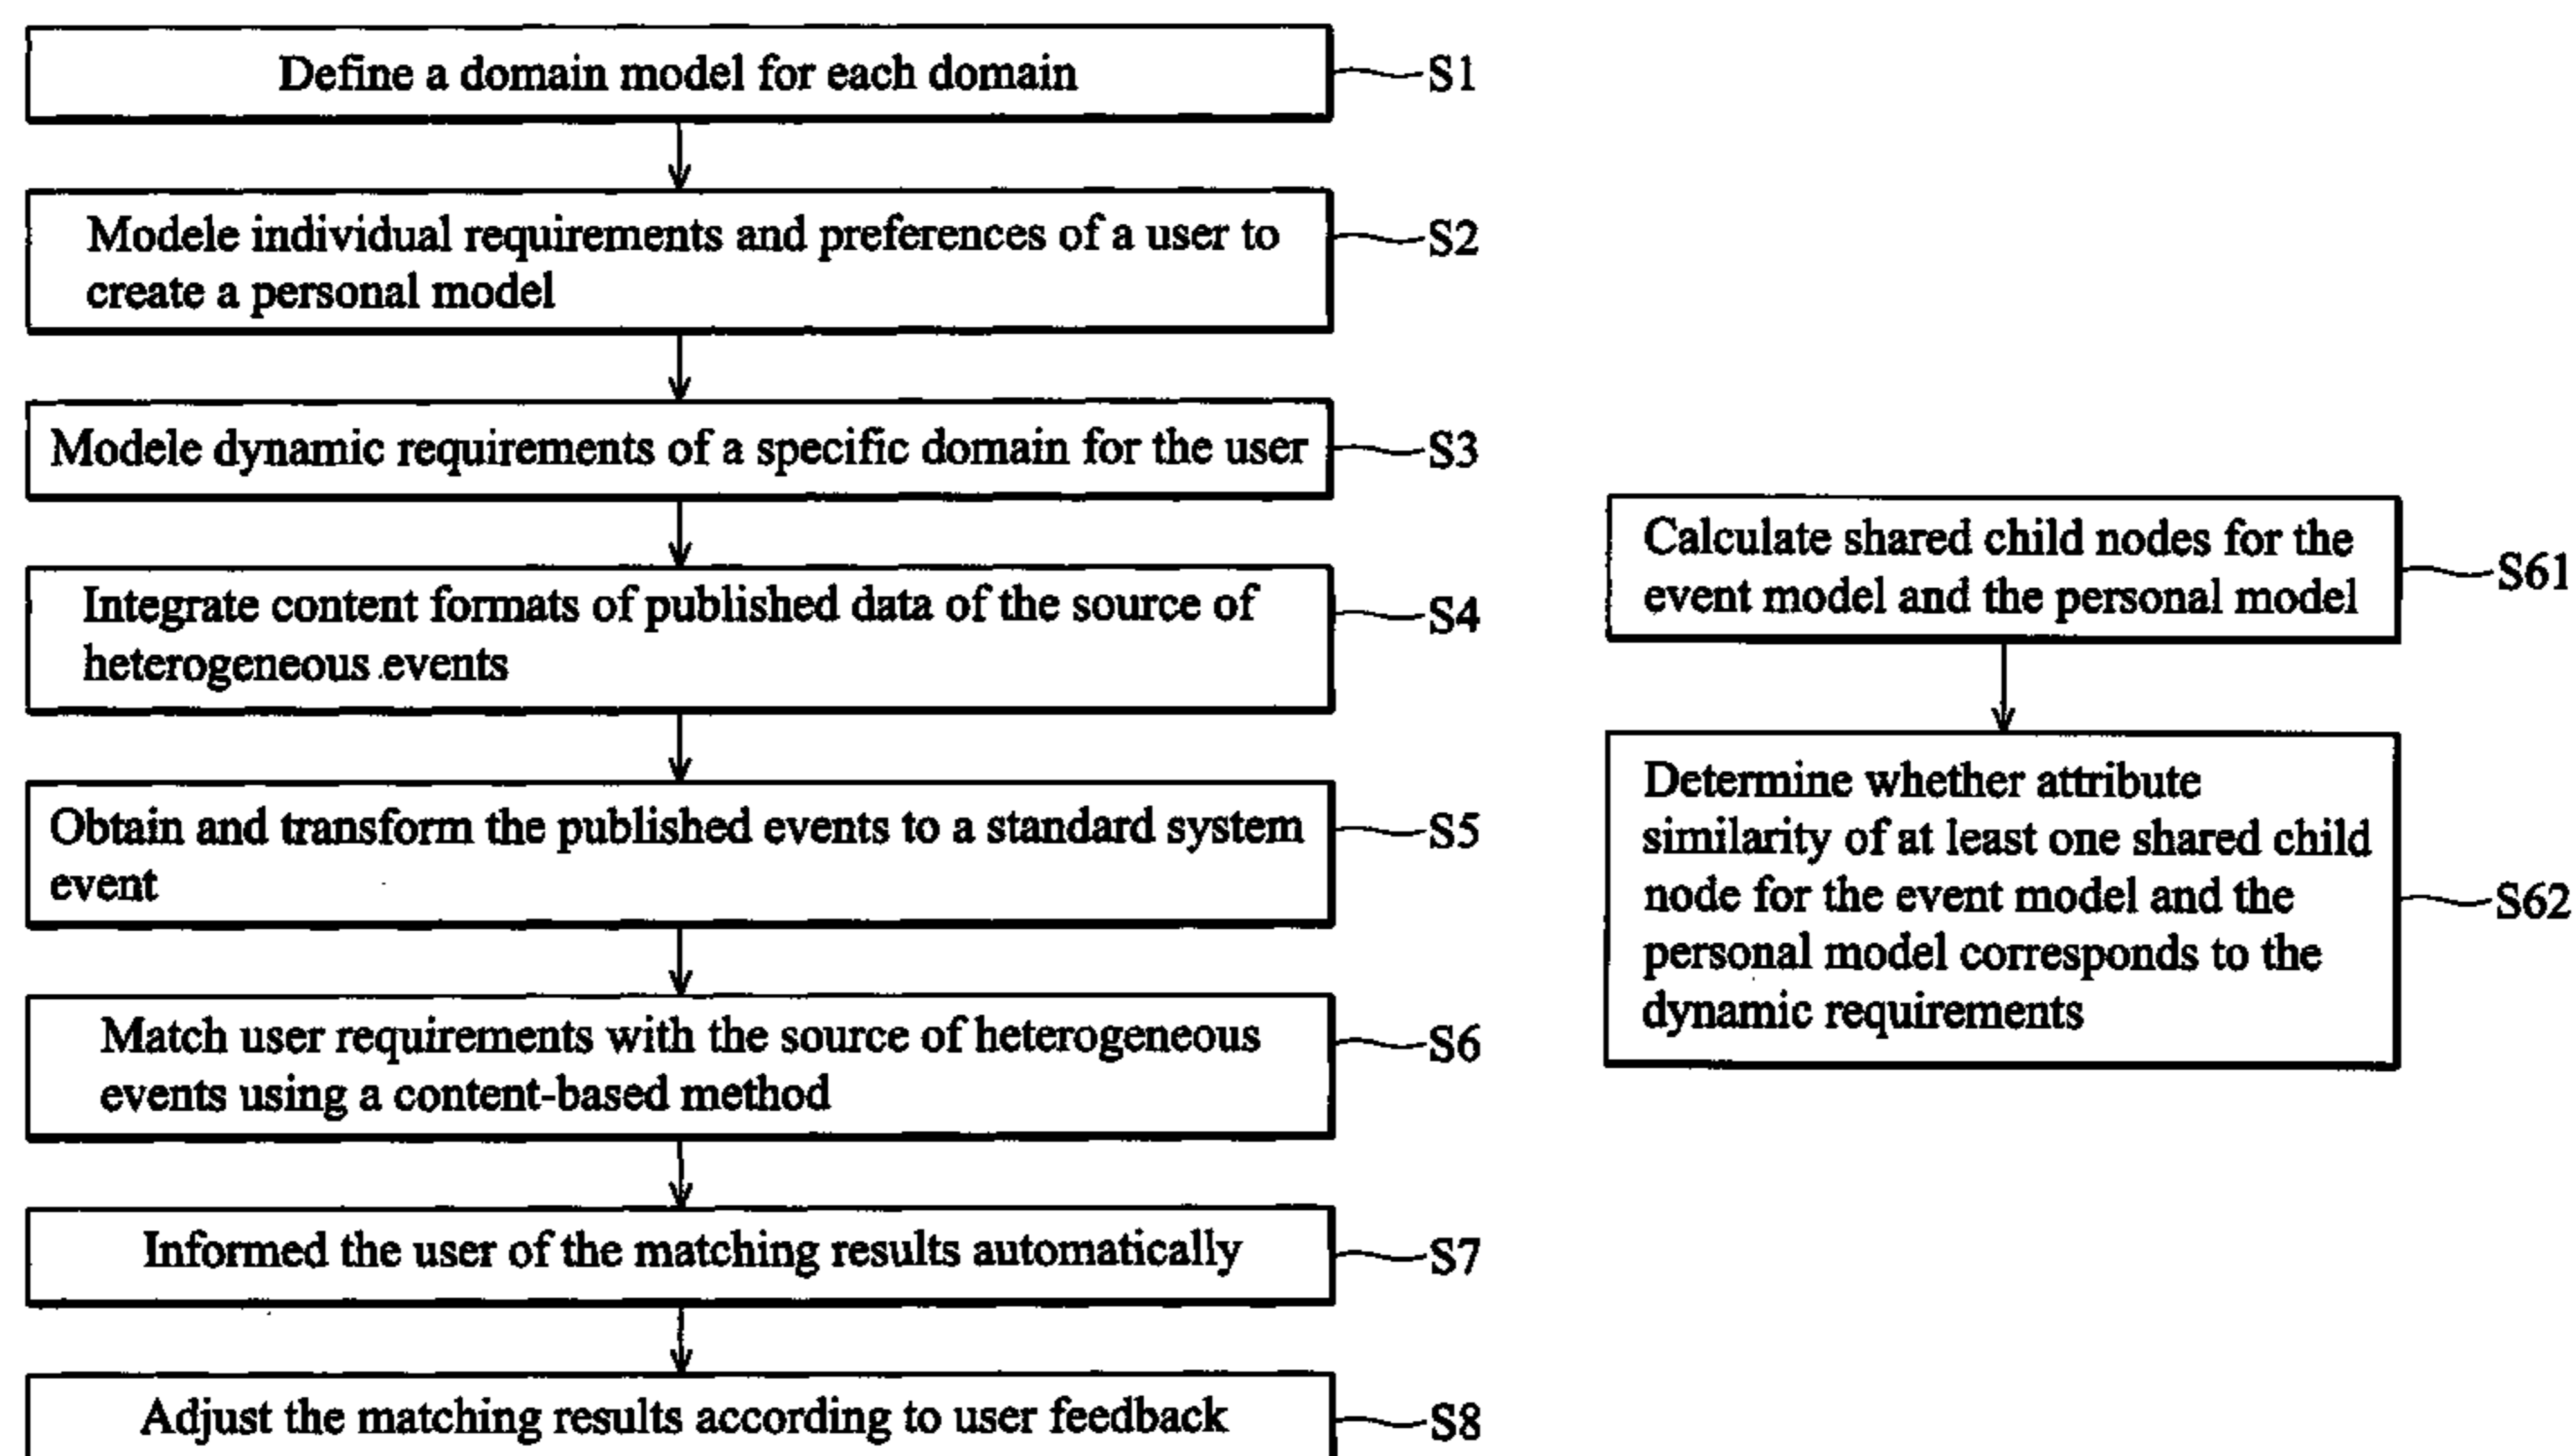 Define a domain model for each domain
S1
Modele individual requirements and preferences of a user to
create a personal model
S2
Modele dynamic requirements of a specific domain for the user
S3
Integrate content formats of published data of the source of
heterogeneous events
S4
Obtain and transform the published events to a standard system
event
S5
Match user requirements with the source of heterogeneous
events using a content-based method
S6
Informed the user of the matching results automatically
S7
Adjust the matching results according to user feedback
S8
Calculate shared child nodes for the
event model and the personal model
S61
Determine whether attribute
similarity of at least one shared child
node for the event model and the
personal model corresponds to the
dynamic requirements
S62